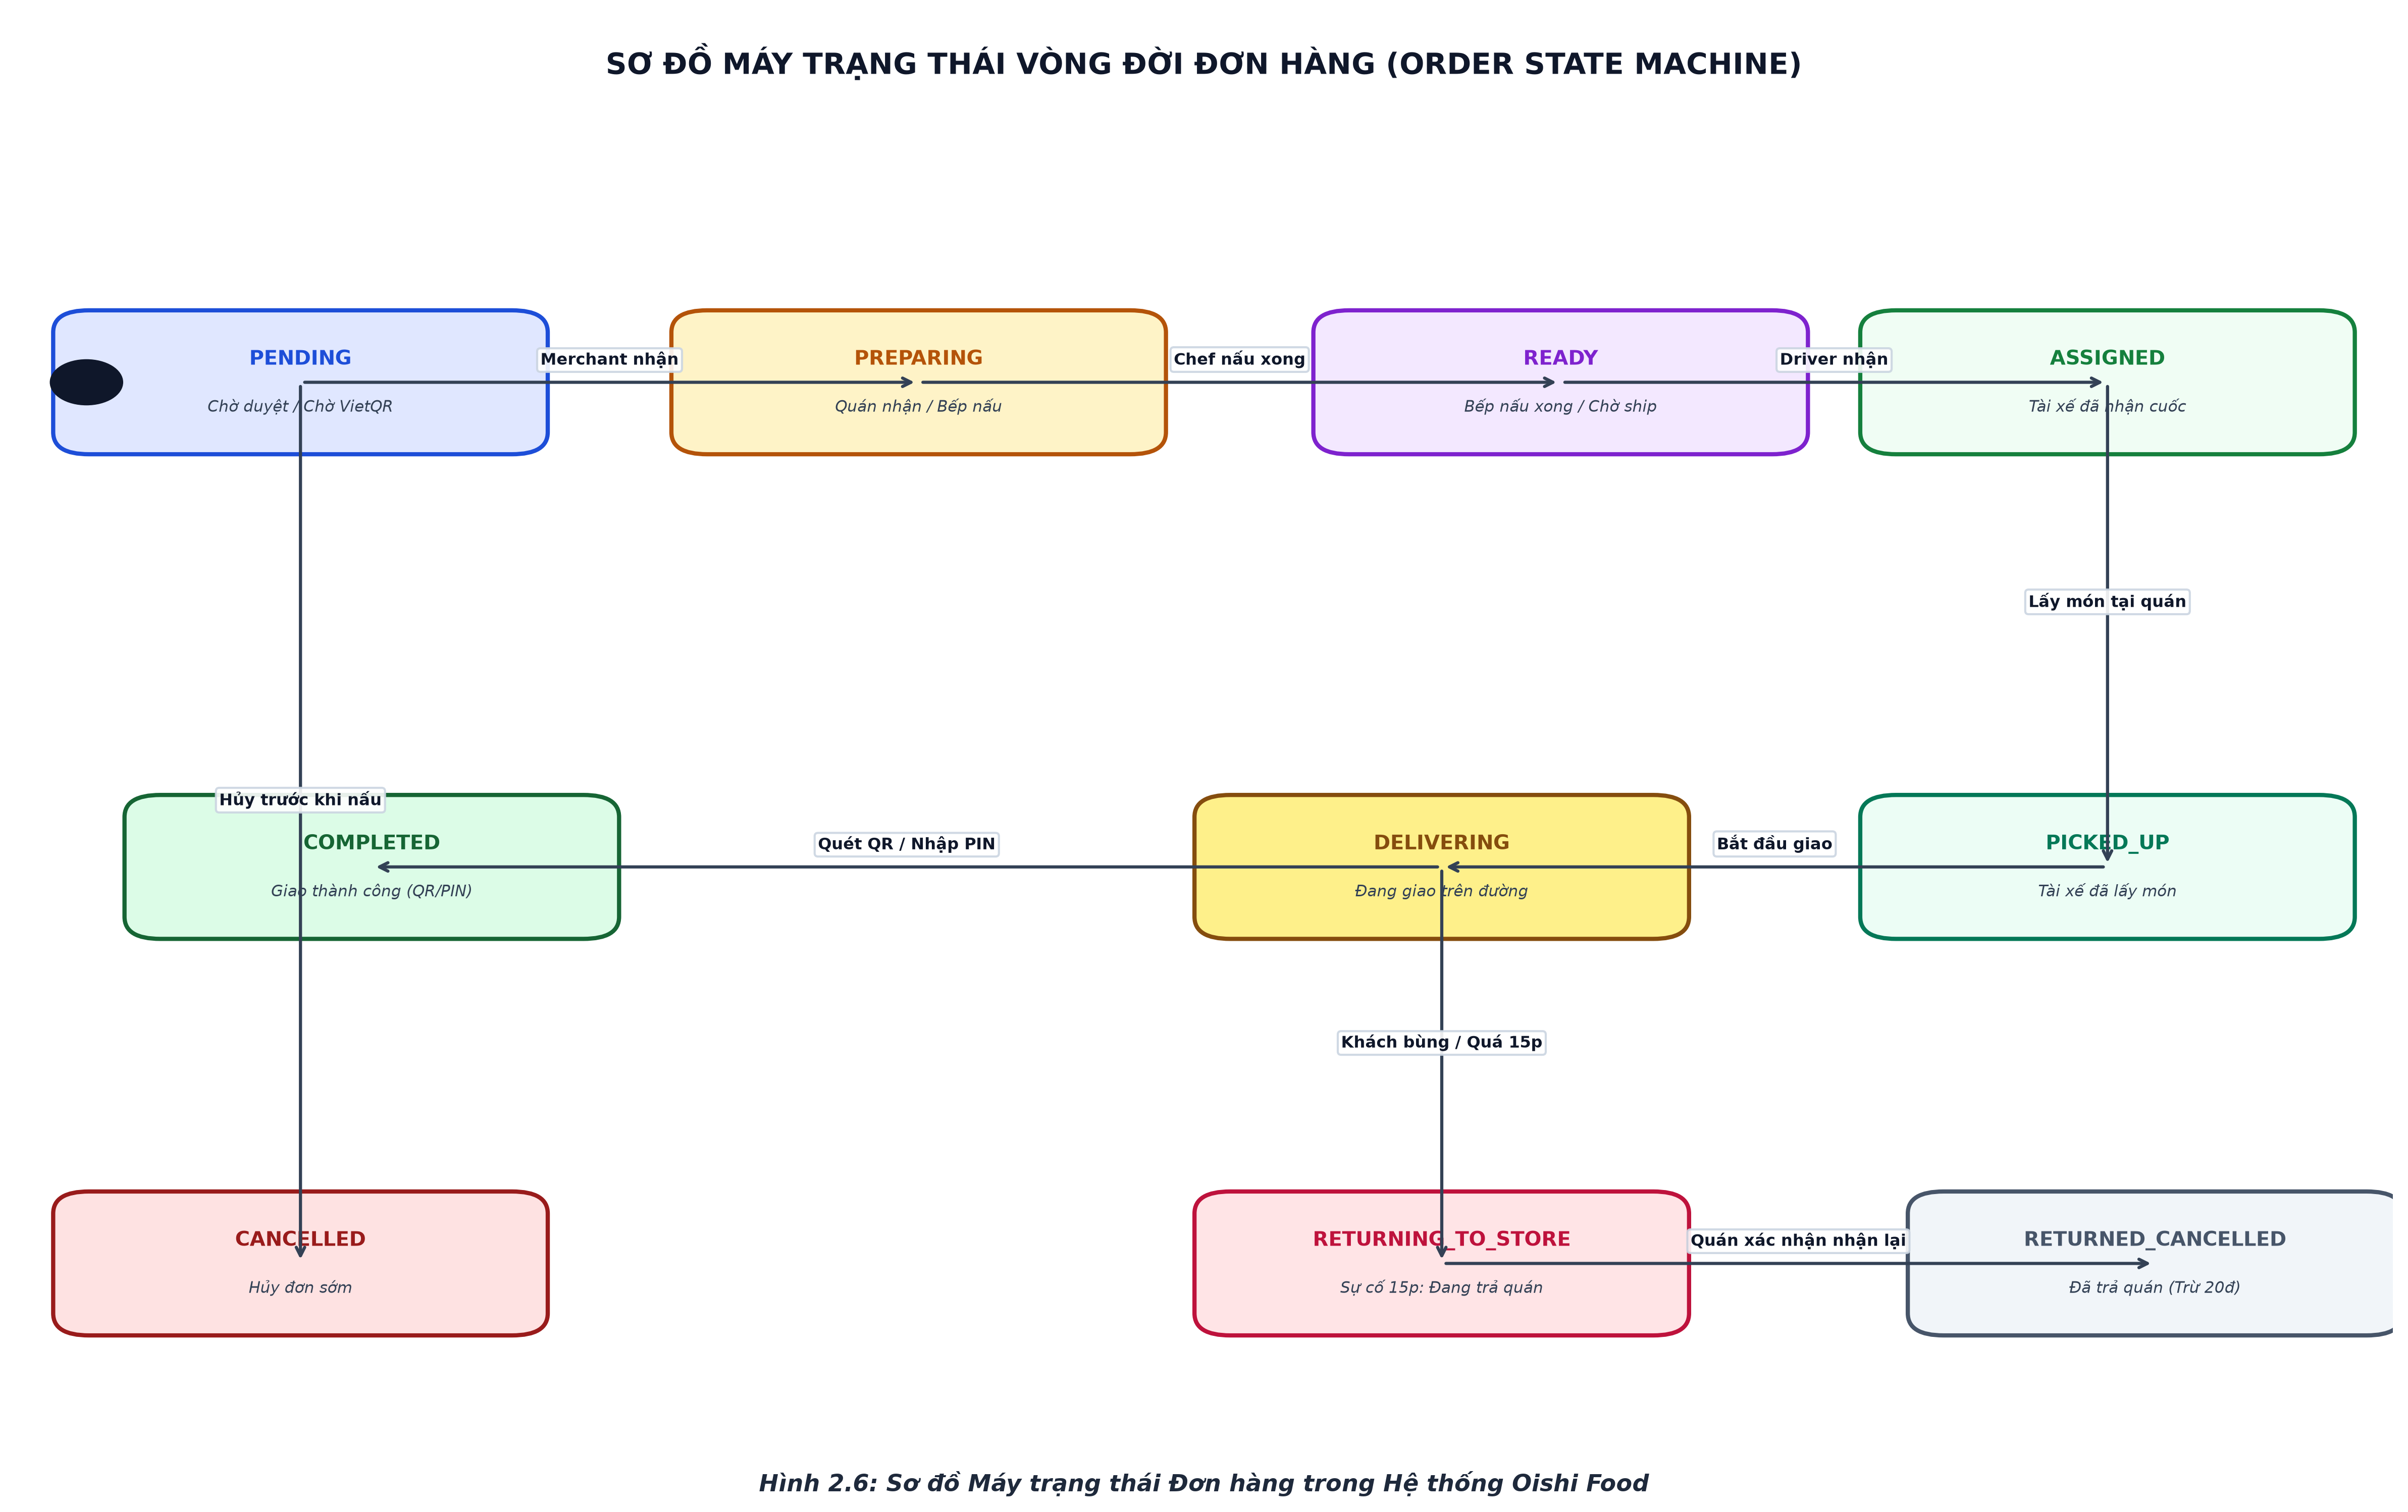 SƠ ĐỒ MÁY TRẠNG THÁI VÒNG ĐỜI ĐƠN HÀNG (ORDER STATE MACHINE)
PENDING
Chờ duyệt / Chờ VietQR
Merchant nhận
PREPARING
Quán nhận / Bếp nấu
Chef nấu xong
READY
Bếp nấu xong / Chờ ship
Driver nhận
ASSIGNED
Tài xế đã nhận cuốc
Lấy món tại quán
Hủy trước khi nấu
COMPLETED
Giao thành công (QR/PIN)
Quét QR / Nhập PIN
DELIVERING
Đang giao trên đường
Bắt đầu giao
PICKED_UP
Tài xế đã lấy món
Khách bùng / Quá 15p
CANCELLED
Hủy đơn sớm
RETURNING_TO_STORE
Sự cố 15p: Đang trả quán
Quán xác nhận nhận lại
RETURNED_CANCELLED
Đã trả quán (Trừ 20đ)
Hình 2.6: Sơ đồ Máy trạng thái Đơn hàng trong Hệ thống Oishi Food